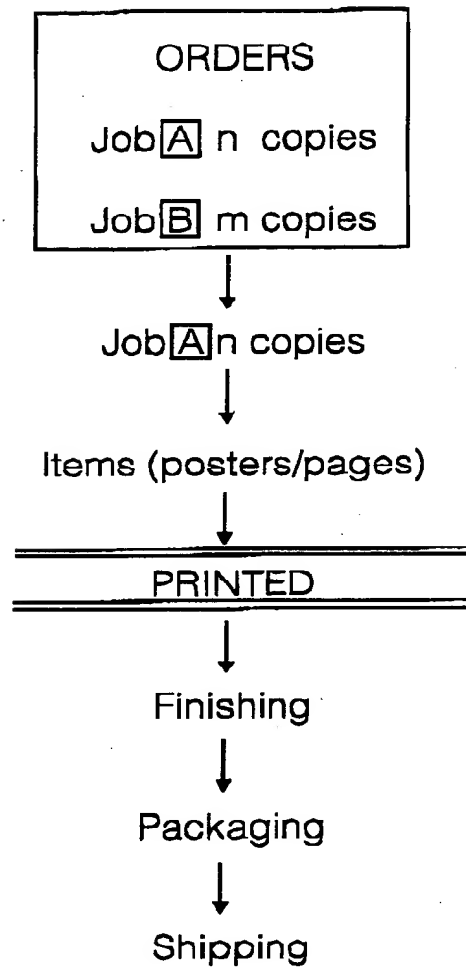 ORDERS
Job A n copies
Job B m copies
Job A n copies
Items (posters/pages)
PRINTED
Finishing
Packaging
Shipping